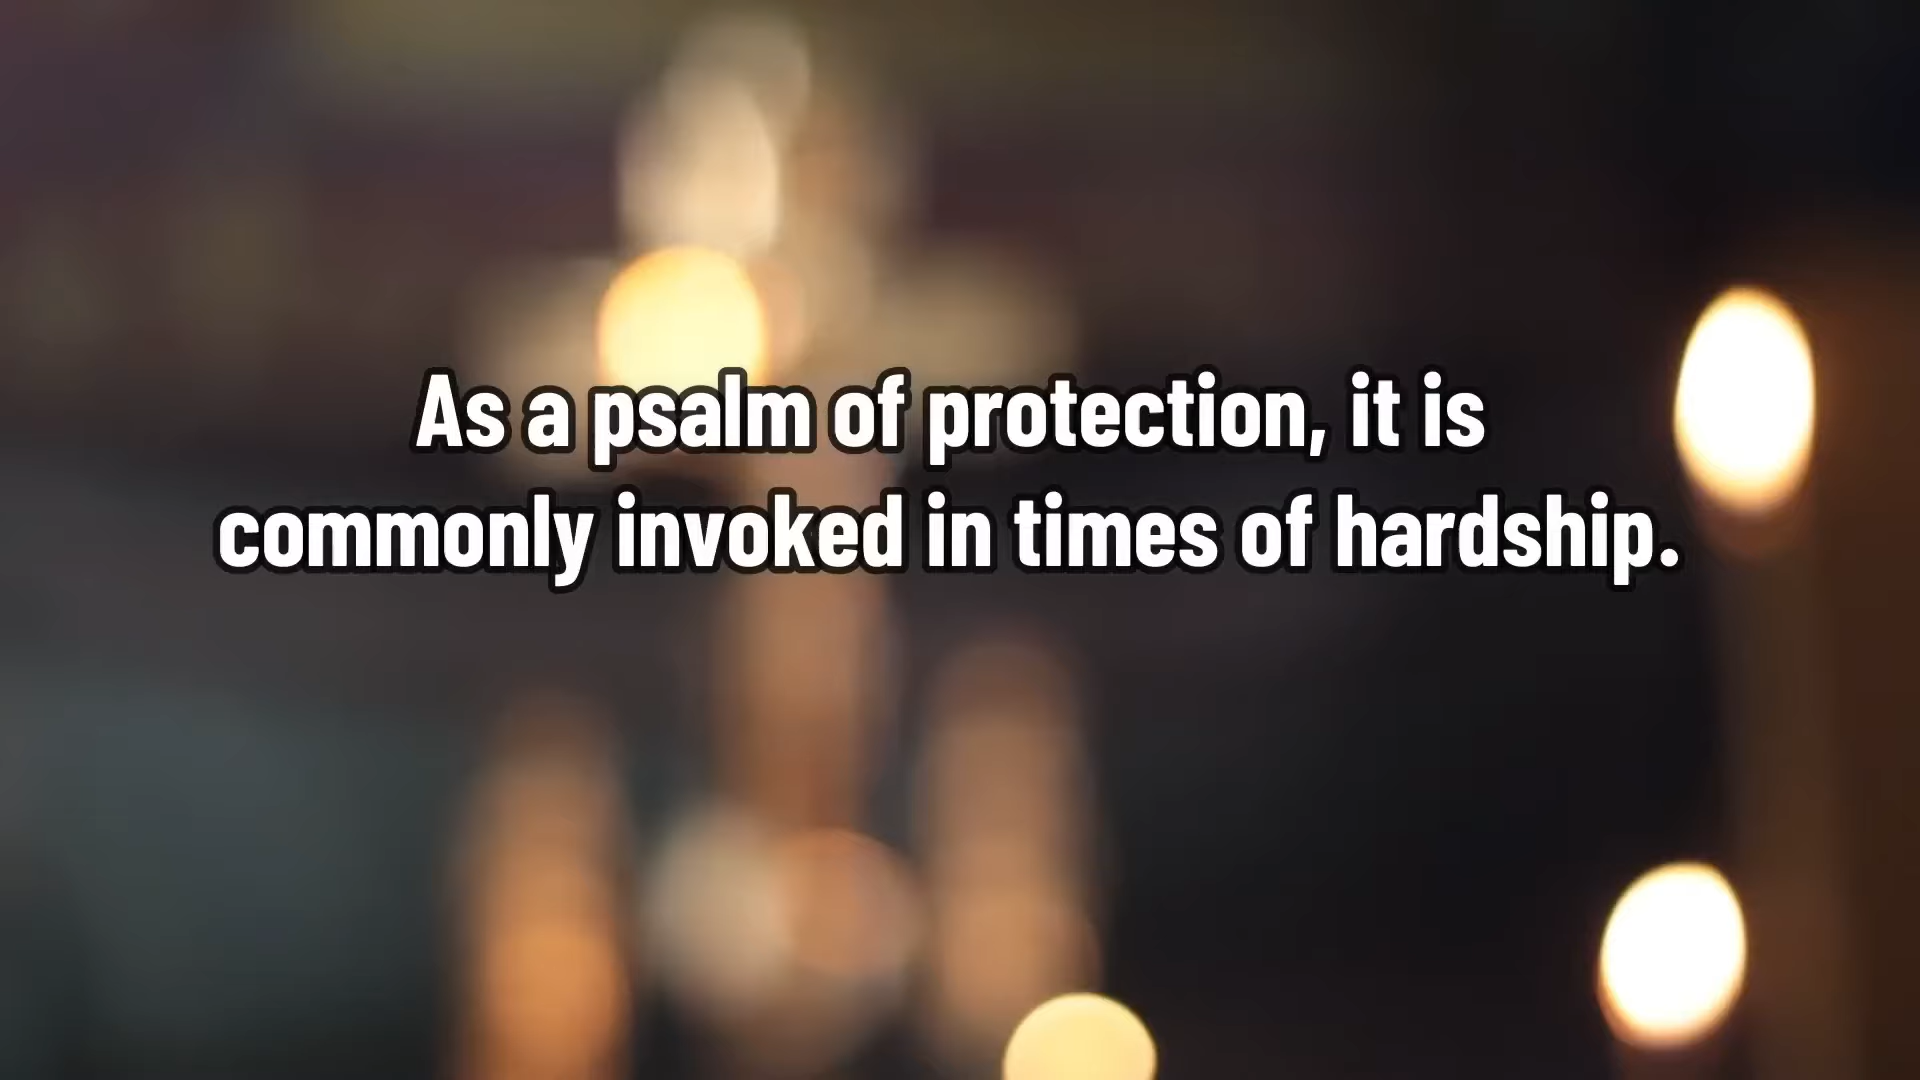 As a psalm of protection, it is
commonly invoked in times of hardship.